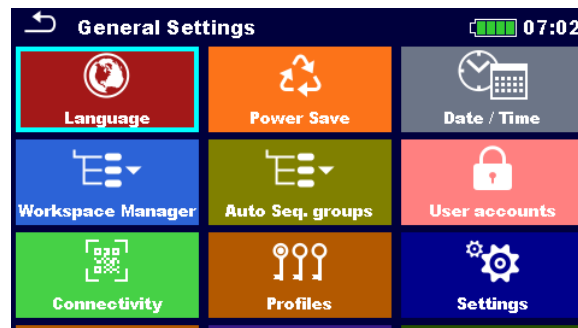 General Settings 07:02
Language Power Save Date / Time
Workspace Manager Auto Seq. groups User accounts
Connectivity Profiles Settings